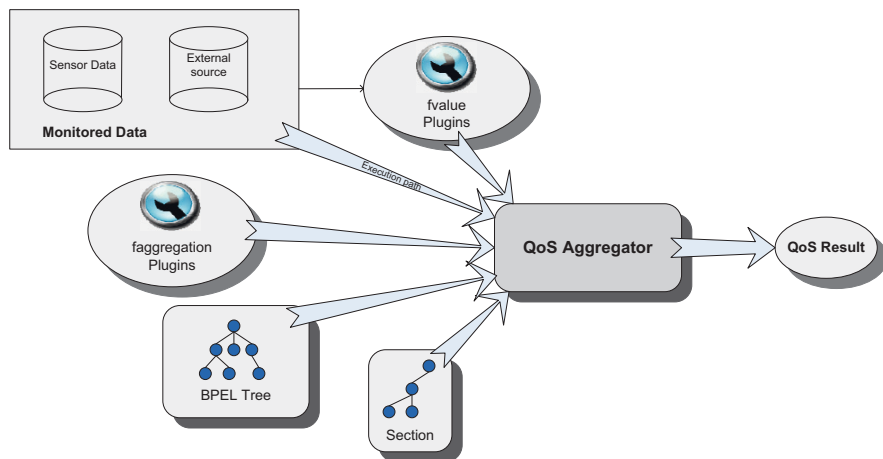 Sensor Data
External
source
Monitored Data
fvalue
Plugins
Execution path
faggregation
Plugins
QoS Aggregator
QoS Result
BPEL Tree
Section